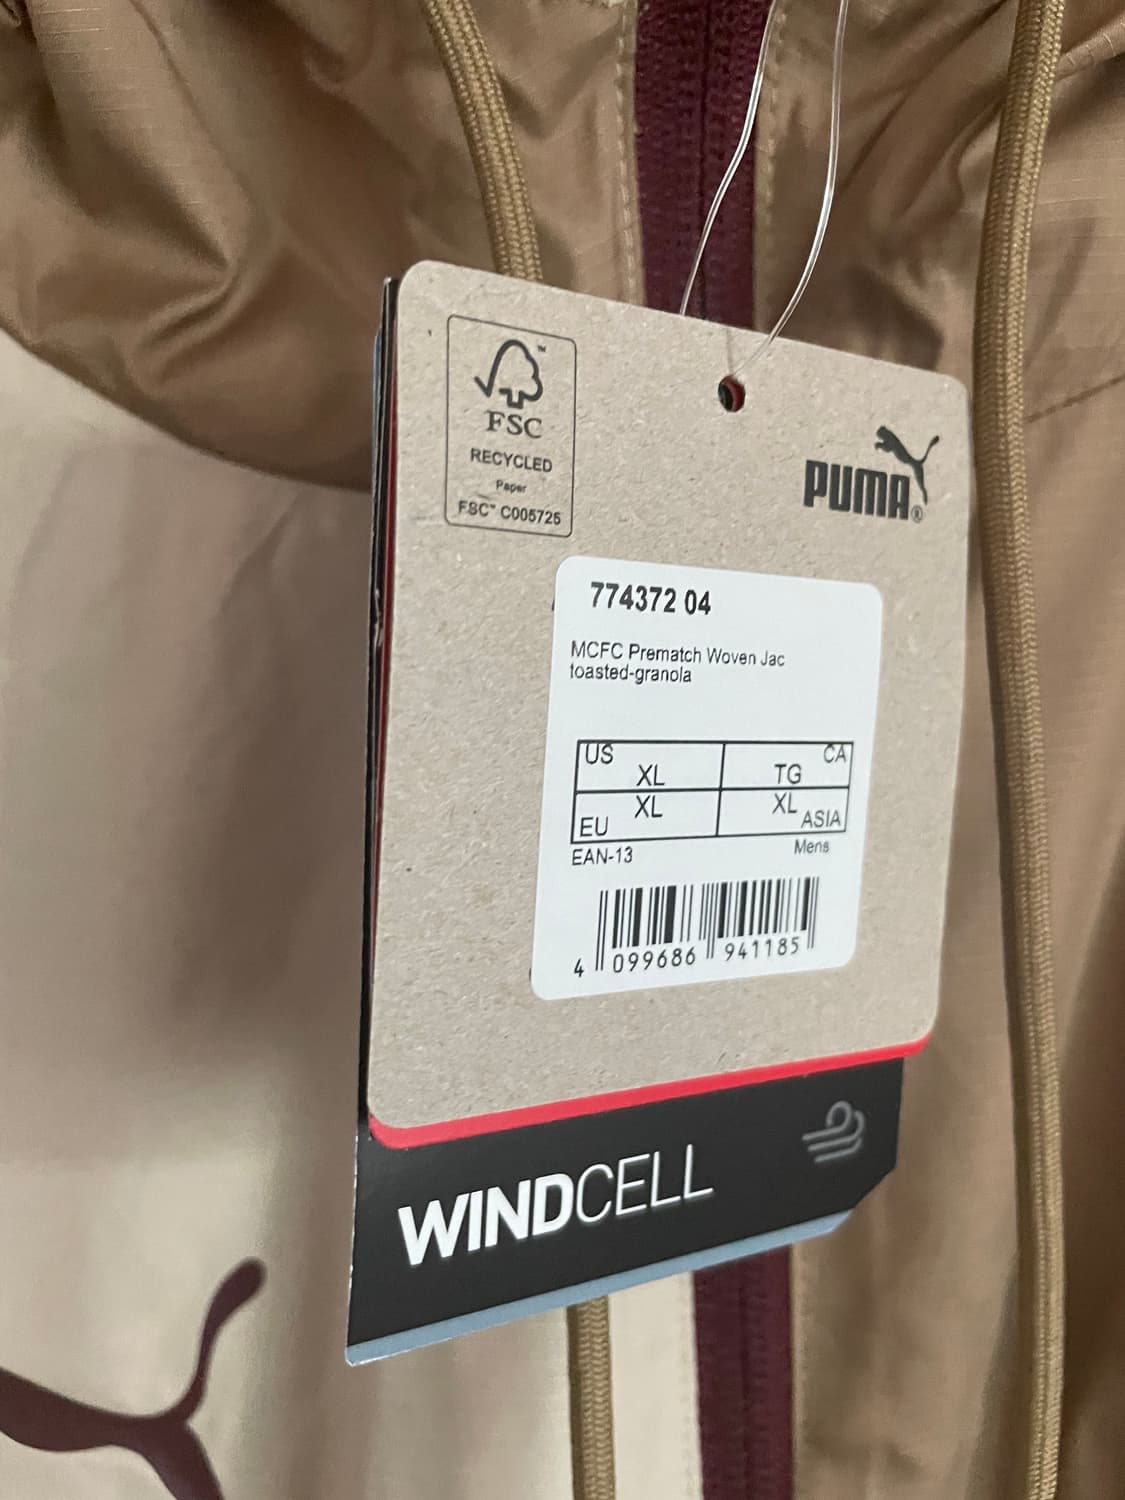 FSC
RECYCLED
Paper
FSC™ C005725
PUMA®
774372 04
MCFC Prematch Woven Jac
toasted-granola
US XL TG CA
EU XL XL ASIA
EAN-13 Mens
4 099686 941185
WINDCELL